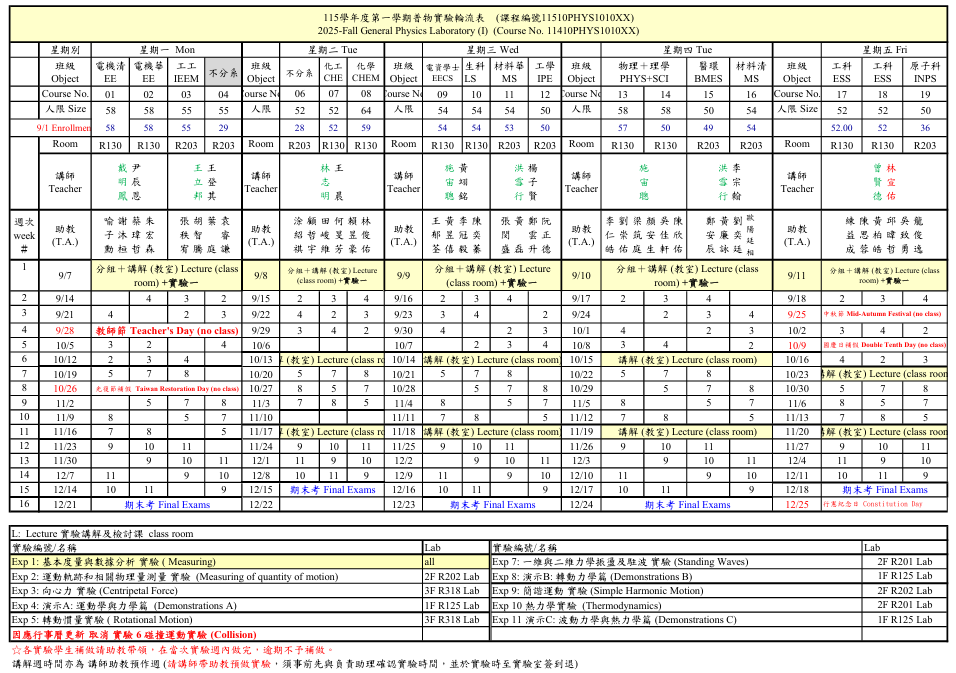 115學年度第一學期普物實驗輪流表 (課程編號11510PHYS1010XX)
2025-Fall General Physics Laboratory (I) (Course No. 11410PHYS1010XX)
星期別 星期一 Mon 星期二 Tue 星期三 Wed 星期四 Tue 星期五 Fri
班級 電機清 電機華 工工 不分系 班級 不分系 化工 化學 班級 電資學士 生科 材料華 工學 班級 物理+理學 醫環 材料清 班級 工科 工科 原子科
Object EE EE IEEM Object CHE CHEM Object EECS LS MS IPE Object PHYS+SCI BMES MS Object ESS ESS INPS
Course No. 01 02 03 04 Course No 06 07 08 Course No. 09 10 11 12 Course No 13 14 15 16 Course No. 17 18 19
人限 Size 58 58 55 55 人限 52 52 64 人限 54 54 50 50 人限 58 58 50 54 人限 52 52 50
9/1 Enrollmen 58 58 55 29 28 52 59 54 54 53 50 57 50 49 54 52.00 52 36
Room R130 R130 R203 R203 Room R203 R130 R130 Room R130 R130 R203 R203 Room R130 R130 R203 R203 Room R203 R203 R130
講師 戴 尹 王 王 講師 林 王 講師 施 黃 洪 楊 講師 施 洪 李 講師 曾 林
明 辰 立 登 志 宙 翊 雪 子 宙 雪 宗 賢 宣
Teacher 鳳 恩 邦 其 Teacher 明 晨 Teacher 聰 銘 行 賢 Teacher 聰 行 翰 Teacher 德 佑
週次 喻 謝 蔡 朱 張 胡 葉 袁 涂 顧 田 何 賴 林 王 黃 李 陳 張 黃 鄭 阮 李 劉 梁 顏 吳 陳 鄭 黃 劉 歐陽廷相 練 陳 黃 邱 吳 龍
week 助教 子 沐 瑋 宏 秩 智 睿 助教 紹 哲 峻 旻 昱 俊 助教 郁 昱 冠 奕 助教 閔 雲 正 仁 崇 筑 安 佳 欣 安 廉 奕 助教 益 思 柏 暐 致 俊
# (T.A.) 勳 桓 哲 森 宥 騰 庭 謙 (T.A.) 祺 宇 維 芳 豪 佑 (T.A.) 荃 信 毅 蓁 盛 磊 升 德 (T.A.) 峴 佑 庭 生 軒 佑 辰 詠 廷 (T.A.) 成 蓉 皓 哲 勇 逸
1 9/7 分組＋講解 (教室) Lecture (class room) +實驗一 9/8 分組＋講解 (教室) Lecture (class room) +實驗一 9/9 分組＋講解 (教室) Lecture (class room) +實驗一 9/10 分組＋講解 (教室) Lecture (class room) +實驗一 9/11 分組＋講解 (教室) Lecture (class room) +實驗一
2 9/14 4 3 2 9/15 2 3 4 9/16 2 3 4 9/17 2 3 4 9/18 2 3 4
3 9/21 4 2 3 9/22 4 2 3 9/23 3 4 2 9/24 2 3 4 9/25 中秋節 Mid-Autumn Festival (no class)
4 9/28 教師節 Teacher's Day (no class) 9/29 3 4 2 9/30 4 2 3 10/1 4 2 3 10/2 3 4 2
5 10/5 3 2 4 10/6 10/7 2 3 4 10/8 3 4 2 10/9 國慶日補假 Double Tenth Day (no class)
6 10/12 2 3 4 10/13 (教室) Lecture (class ro 10/14 講解 (教室) Lecture (class room) 10/15 講解 (教室) Lecture (class room) 10/16 4 2 3
7 10/19 5 7 8 10/20 5 7 8 10/21 5 7 8 10/22 5 7 8 10/23 講解 (教室) Lecture (class room
8 10/26 光復節補假 Taiwan Restoration Day (no class) 10/27 8 5 7 10/28 5 7 8 10/29 5 7 8 10/30 5 7 8
9 11/2 5 7 8 11/3 7 8 5 11/4 8 5 7 11/5 8 5 7 11/6 8 5 7
10 11/9 8 5 7 11/10 11/11 7 8 5 11/12 7 8 5 11/13 7 8 5
11 11/16 7 8 5 11/17 (教室) Lecture (class ro 11/18 講解 (教室) Lecture (class room) 11/19 講解 (教室) Lecture (class room) 11/20 講解 (教室) Lecture (class room
12 11/23 9 10 11 11/24 9 10 11 11/25 9 10 11 11/26 9 10 11 11/27 9 10 11
13 11/30 9 10 11 12/1 11 9 10 12/2 9 10 11 12/3 9 10 11 12/4 11 9 10
14 12/7 11 9 10 12/8 10 11 9 12/9 11 9 10 12/10 11 9 10 12/11 10 11 9
15 12/14 10 11 9 12/15 期末考 Final Exams 12/16 10 11 9 12/17 10 11 9 12/18 期末考 Final Exams
16 12/21 期末考 Final Exams 12/22 12/23 期末考 Final Exams 12/24 期末考 Final Exams 12/25 行憲紀念日 Constitution Day
L: Lecture 實驗講解及檢討課 class room
實驗編號/名稱 Lab 實驗編號/名稱 Lab
Exp 1: 基本度量與數據分析 實驗 ( Measuring) all Exp 7: 一維與二維力學振盪及駐波 實驗 (Standing Waves) 2F R201 Lab
Exp 2: 運動軌跡和相關物理量測量 實驗 (Measuring of quantity of motion) 2F R202 Lab Exp 8: 演示B: 轉動力學篇 (Demonstrations B) 1F R125 Lab
Exp 3: 向心力 實驗 (Centripetal Force) 3F R318 Lab Exp 9: 簡諧運動 實驗 (Simple Harmonic Motion) 2F R202 Lab
Exp 4: 演示A: 運動學與力學篇 (Demonstrations A) 1F R125 Lab Exp 10 熱力學實驗 (Thermodynamics) 2F R201 Lab
Exp 5: 轉動慣量實驗 ( Rotational Motion) 3F R318 Lab Exp 11 演示C: 波動力學與熱力學篇 (Demonstrations C) 1F R125 Lab
因應行事曆更新 取消 實驗 6 碰撞運動實驗 (Collision)
☆各實驗學生補做請助教帶領，在當次實驗週內做完，逾期不予補做。
講解週時間亦為 講師助教預作週 (請講師帶助教預做實驗，須事前先與負責助理確認實驗時間，並於實驗時至實驗室簽到退)